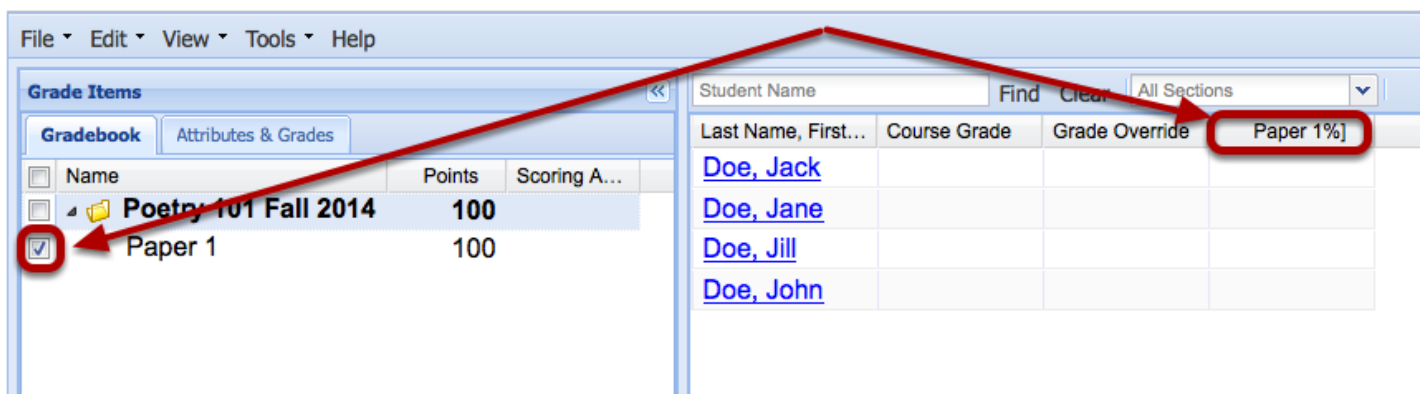 File Edit View Tools Help
Grade Items
Student Name Find Clear All Sections
Gradebook Attributes & Grades
Last Name, First... Course Grade Grade Override Paper 1%]
Name Points Scoring A...
Doe, Jack
Poetry 101 Fall 2014 100
Doe, Jane
Paper 1 100
Doe, Jill
Doe, John